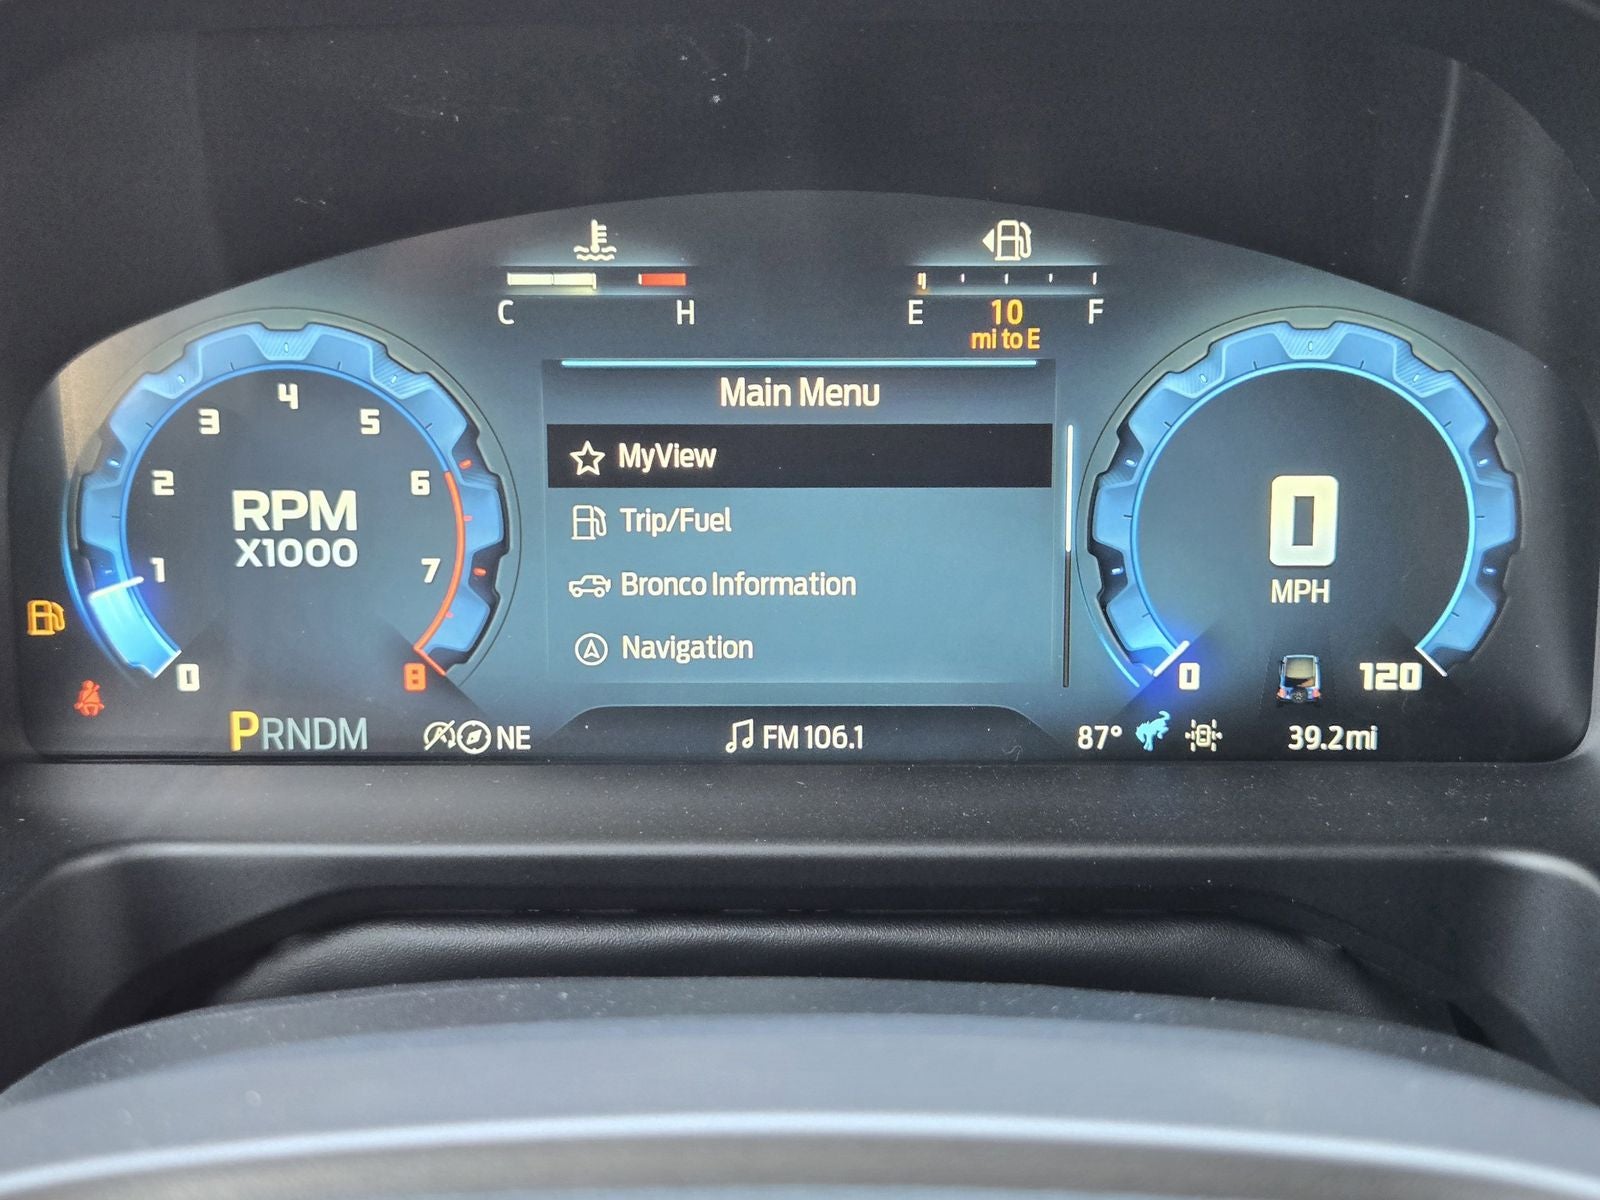 C H
E 10 F
mi to E
Main Menu
MyView
Trip/Fuel
Bronco Information
Navigation
0
1
2
3
4
5
6
7
8
RPM
X1000
0
MPH
0
120
PRNDM
NE
FM 106.1
87°
39.2mi